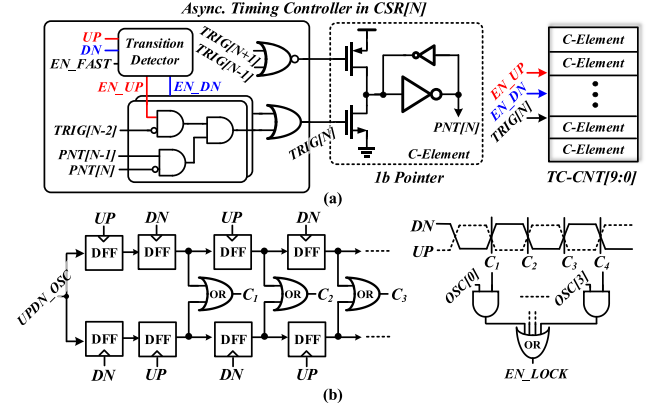 Async. Timing Controller in CSR[N]
UP
DN
EN_FAST
Transition
Detector
EN_UP
EN_DN
TRIG[N-2]
PNT[N-1]
PNT[N]
TRIG[N+1]
TRIG[N-1]
TRIG[N]
PNT[N]
C-Element
1b Pointer
EN_UP
EN_DN
TRIG[N]
C-Element
C-Element
C-Element
C-Element
TC-CNT[9:0]
(a)
UP
DN
UP
DN
DFF
DFF
DFF
DFF
UPDN_OSC
OR
C1
OR
C2
OR
C3
DFF
DFF
DFF
DFF
DN
UP
DN
UP
DN
UP
C1
C2
C3
C4
OSC[0]
OSC[3]
OR
EN_LOCK
(b)